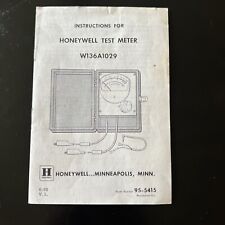 INSTRUCTIONS FOR
HONEYWELL TEST METER
W136A1029
H
HONEYWELL...MINNEAPOLIS, MINN.
95-5415